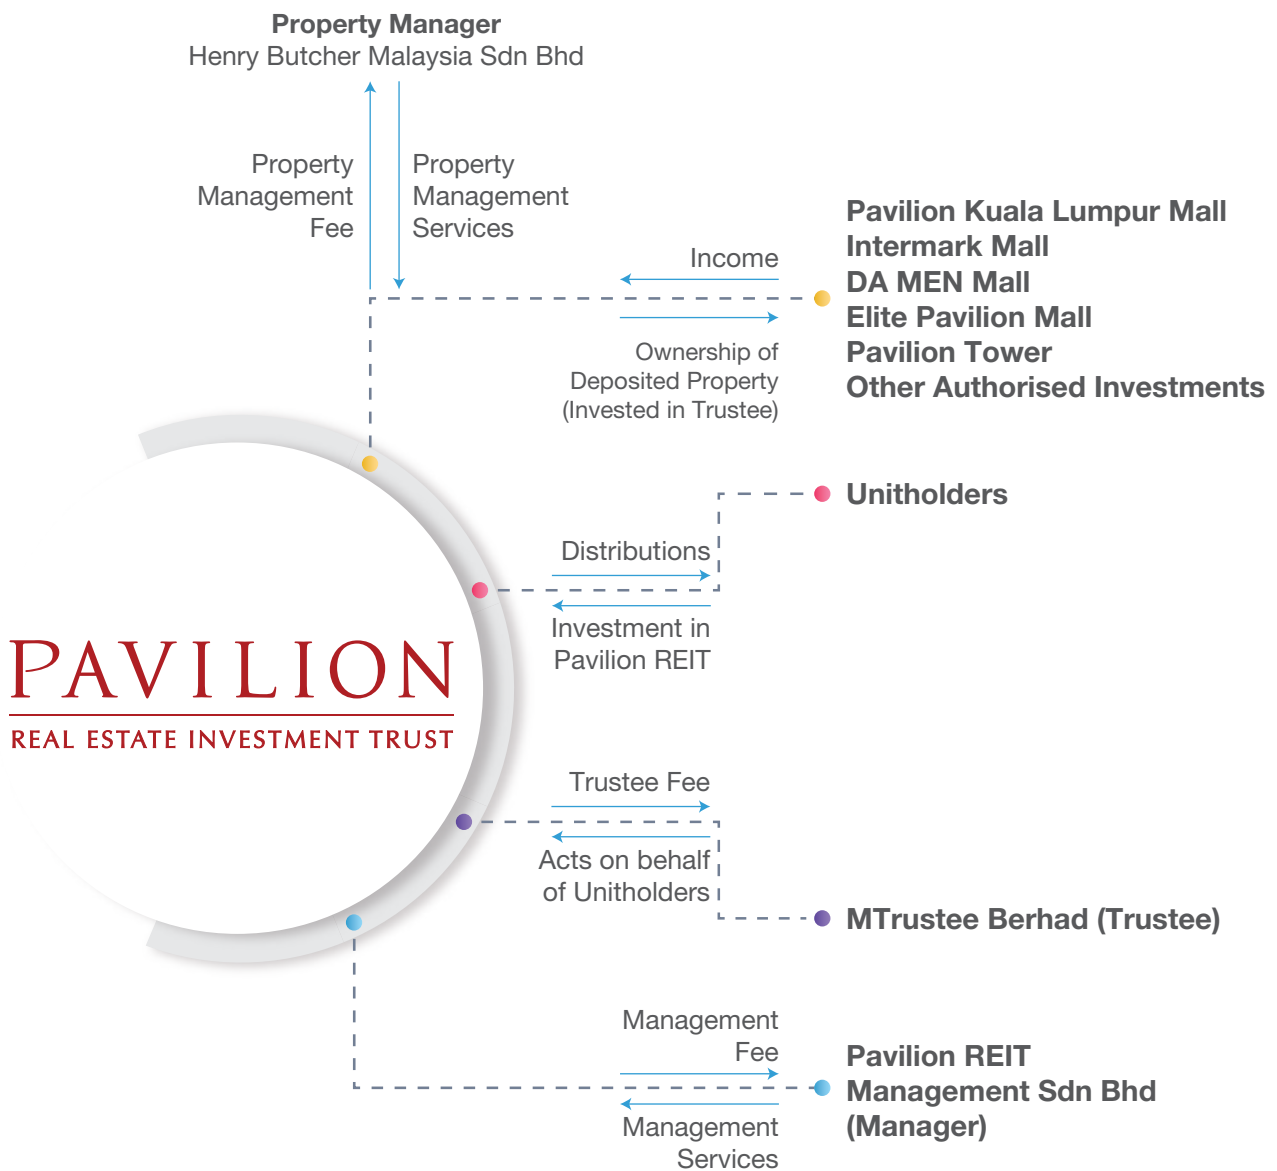 Property Manager
Henry Butcher Malaysia Sdn Bhd
Property
Management
Fee
Property
Management
Services
Income
Ownership of
Deposited Property
(Invested in Trustee)
Pavilion Kuala Lumpur Mall
Intermark Mall
DA MEN Mall
Elite Pavilion Mall
Pavilion Tower
Other Authorised Investments
Distributions
Investment in
Pavilion REIT
Unitholders
PAVILION
REAL ESTATE INVESTMENT TRUST
Trustee Fee
Acts on behalf
of Unitholders
MTrustee Berhad (Trustee)
Management
Fee
Management
Services
Pavilion REIT
Management Sdn Bhd
(Manager)